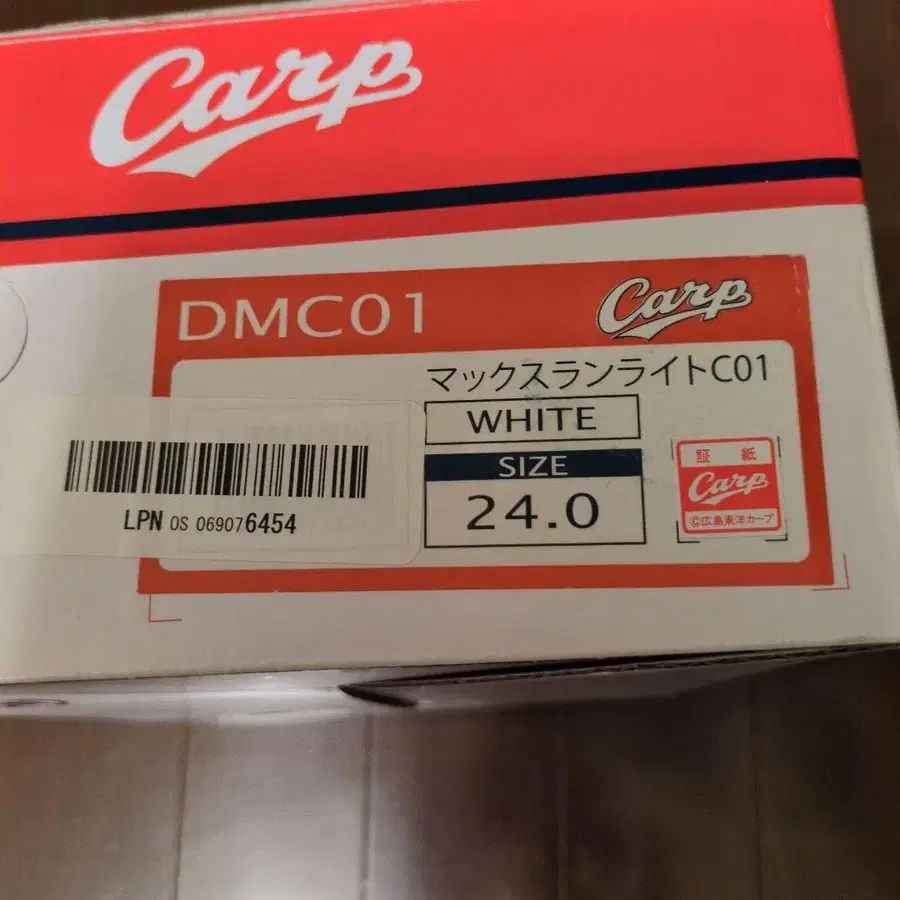 Carp
DMC01
Carp
マックスランライトC01
WHITE
SIZE
24.0
LPN OS 069076454
証 紙
Carp
©広島東洋カープ